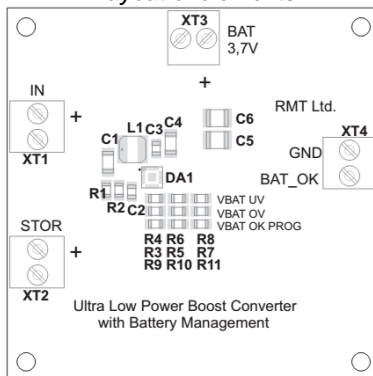 XT3
BAT
3,7V
+
IN
+
XT1
C1
L1
C3
C4
C6
C5
RMT Ltd.
XT4
GND
BAT_OK
DA1
R1
R2
C2
VBAT UV
VBAT OV
VBAT OK PROG
R4 R6 R8
R3 R5 R7
R9 R10 R11
STOR
+
XT2
Ultra Low Power Boost Converter
with Battery Management